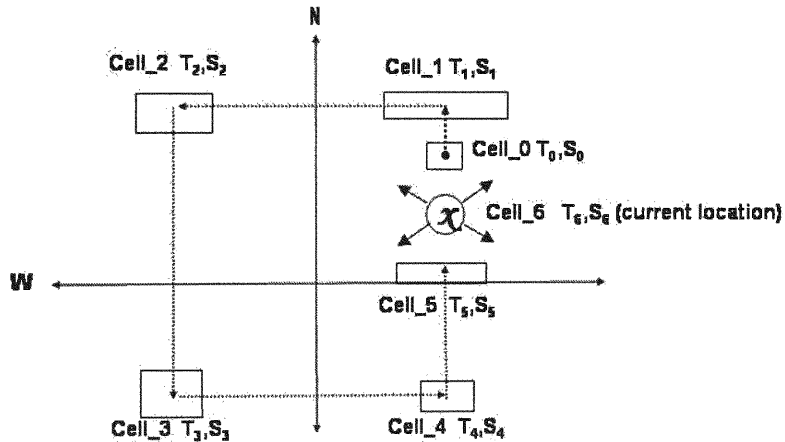 N
Cell_2 T₂,S₂
Cell_1 T₁,S₁
Cell_0 T₀,S₀
X
Cell_6 T₆,S₆ (current location)
W
Cell_5 T₅,S₅
Cell_3 T₃,S₃
Cell_4 T₄,S₄